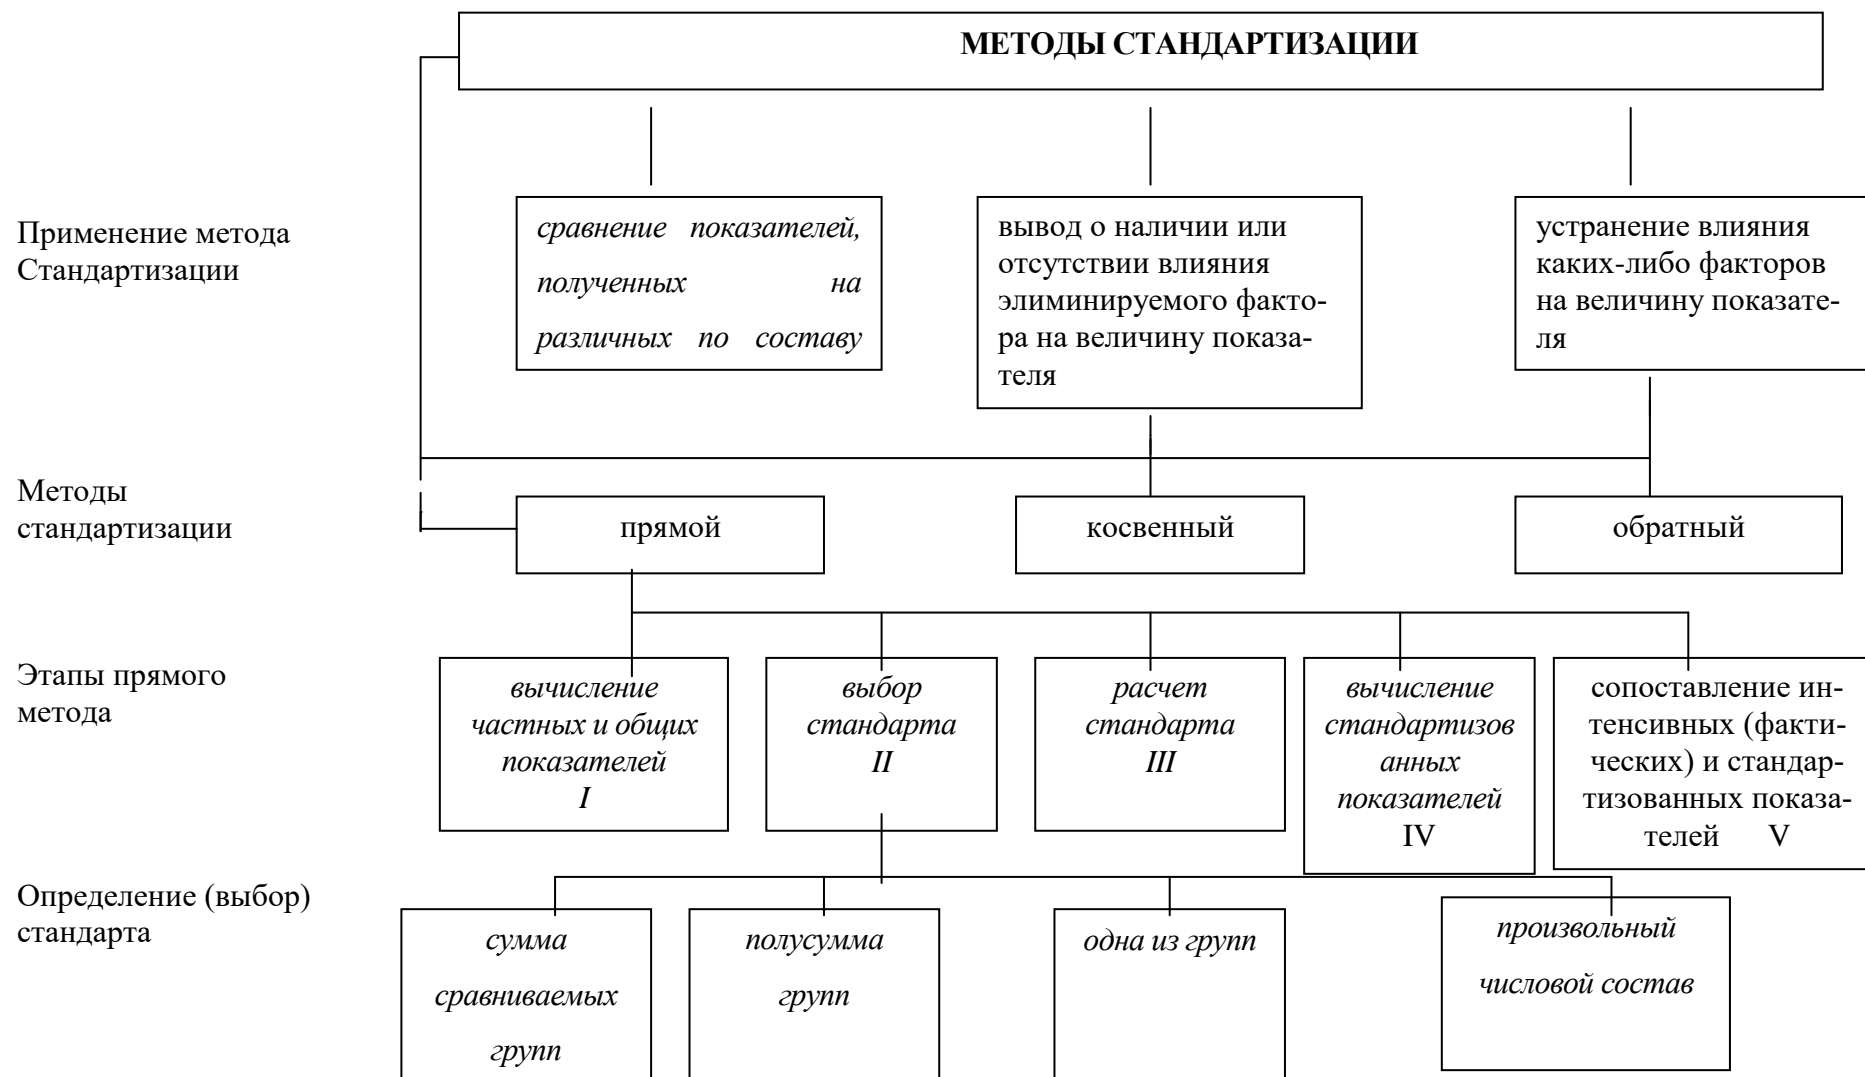 МЕТОДЫ СТАНДАРТИЗАЦИИ
Применение метода
Стандартизации
сравнение показателей,
полученных на
различных по составу
вывод о наличии или
отсутствии влияния
элиминируемого факто-
ра на величину показа-
теля
устранение влияния
каких-либо факторов
на величину показате-
ля
Методы
стандартизации
прямой
косвенный
обратный
Этапы прямого
метода
вычисление
частных и общих
показателей
I
выбор
стандарта
II
расчет
стандарта
III
вычисление
стандартизов
анных
показателей
IV
сопоставление ин-
тенсивных (факти-
ческих) и стандар-
тизованных показа-
телей V
Определение (выбор)
стандарта
сумма
сравниваемых
групп
полусумма
групп
одна из групп
произвольный
числовой состав